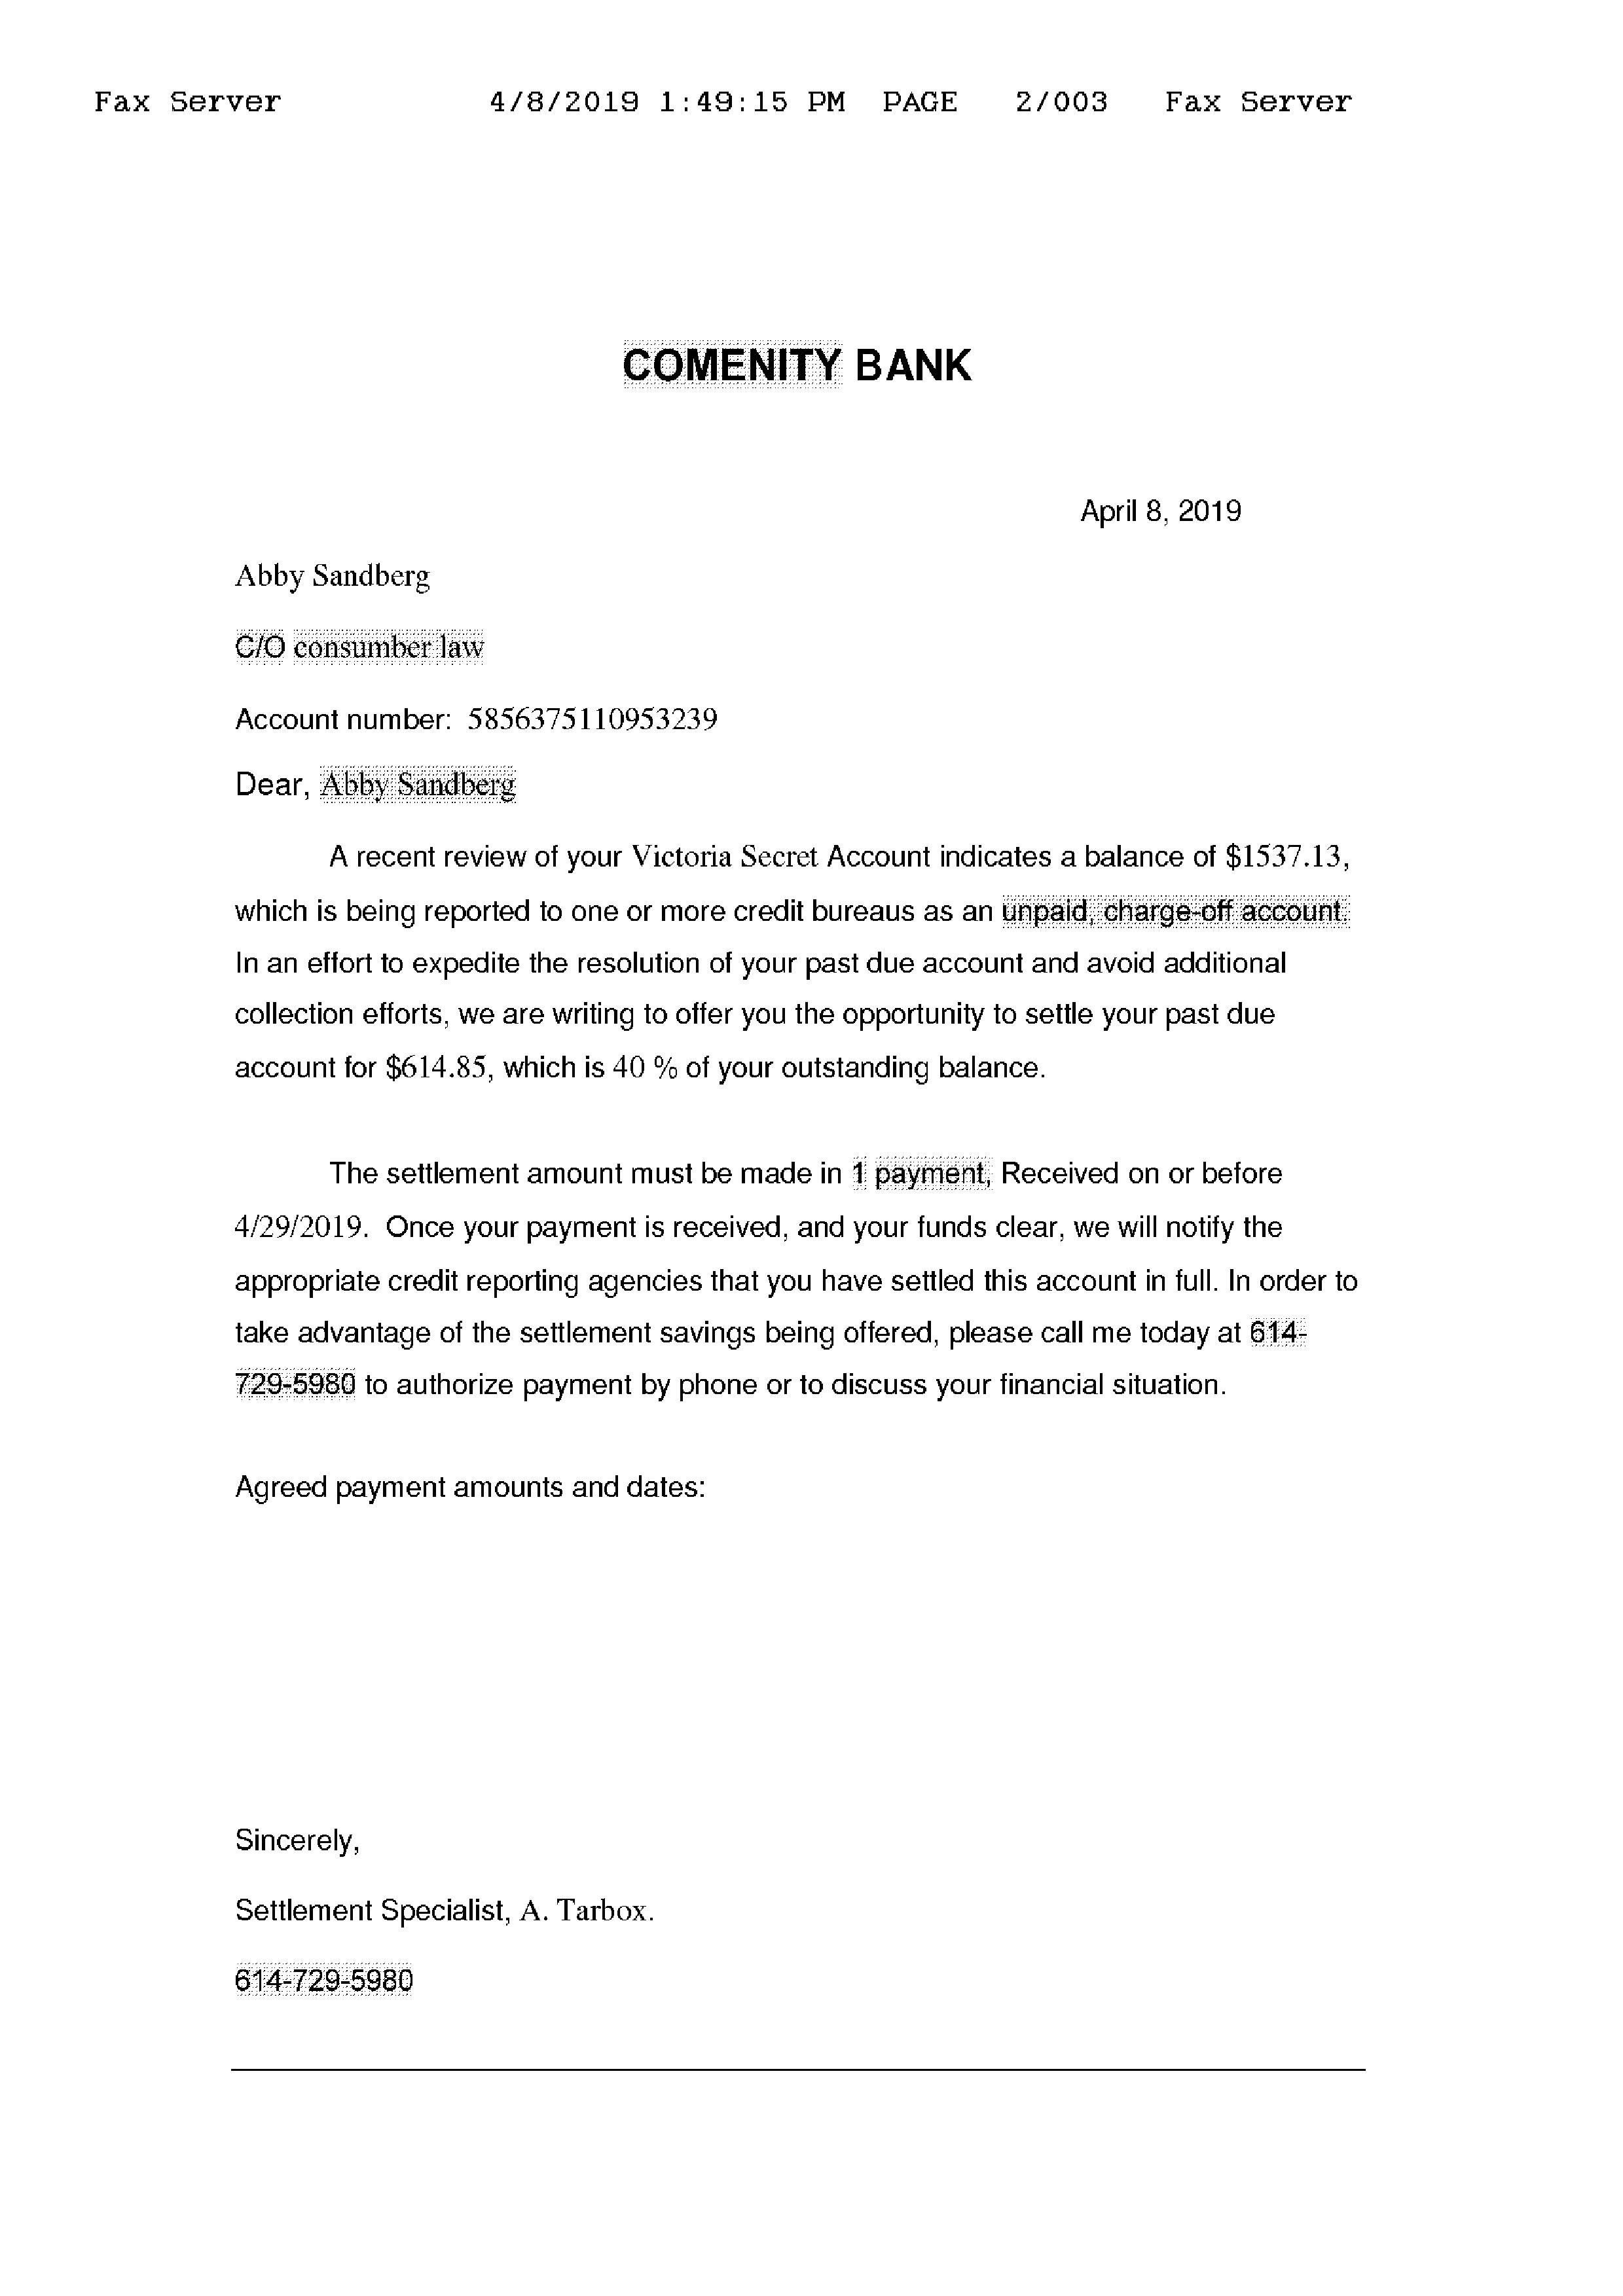 Fax Server 4/8/2019 1:49:15 PM PAGE 2/003 Fax Server
COMENITY BANK
April 8, 2019
Abby Sandberg
C/O consumber law
Account number: 5856375110953239
Dear, Abby Sandberg
A recent review of your Victoria Secret Account indicates a balance of $1537.13,
which is being reported to one or more credit bureaus as an unpaid, charge-off account.
In an effort to expedite the resolution of your past due account and avoid additional
collection efforts, we are writing to offer you the opportunity to settle your past due
account for $614.85, which is 40 % of your outstanding balance.
The settlement amount must be made in 1 payment, Received on or before
4/29/2019. Once your payment is received, and your funds clear, we will notify the
appropriate credit reporting agencies that you have settled this account in full. In order to
take advantage of the settlement savings being offered, please call me today at 614-
729-5980 to authorize payment by phone or to discuss your financial situation.
Agreed payment amounts and dates:
Sincerely,
Settlement Specialist, A. Tarbox.
614-729-5980